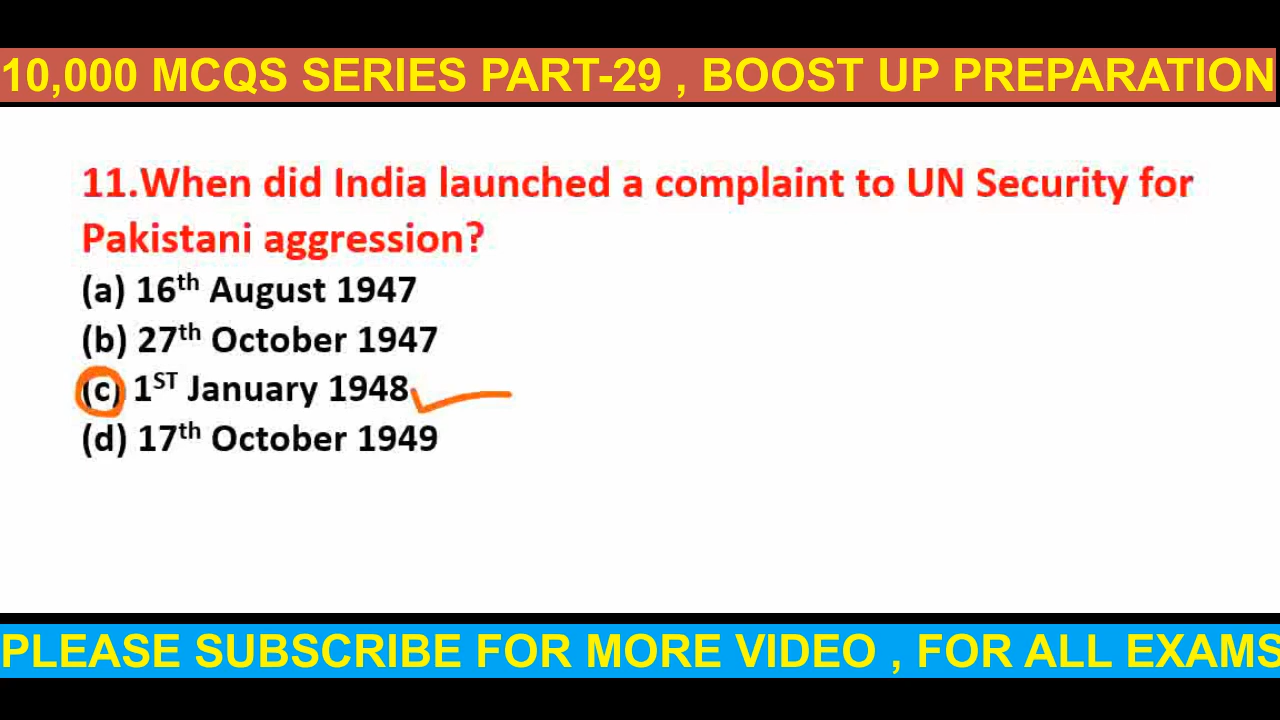 10,000 MCQS SERIES PART-29 , BOOST UP PREPARATION
11.When did India launched a complaint to UN Security for
Pakistani aggression?
(a) 16th August 1947
(b) 27th October 1947
(c) 1ST January 1948
(d) 17th October 1949
PLEASE SUBSCRIBE FOR MORE VIDEO , FOR ALL EXAMS